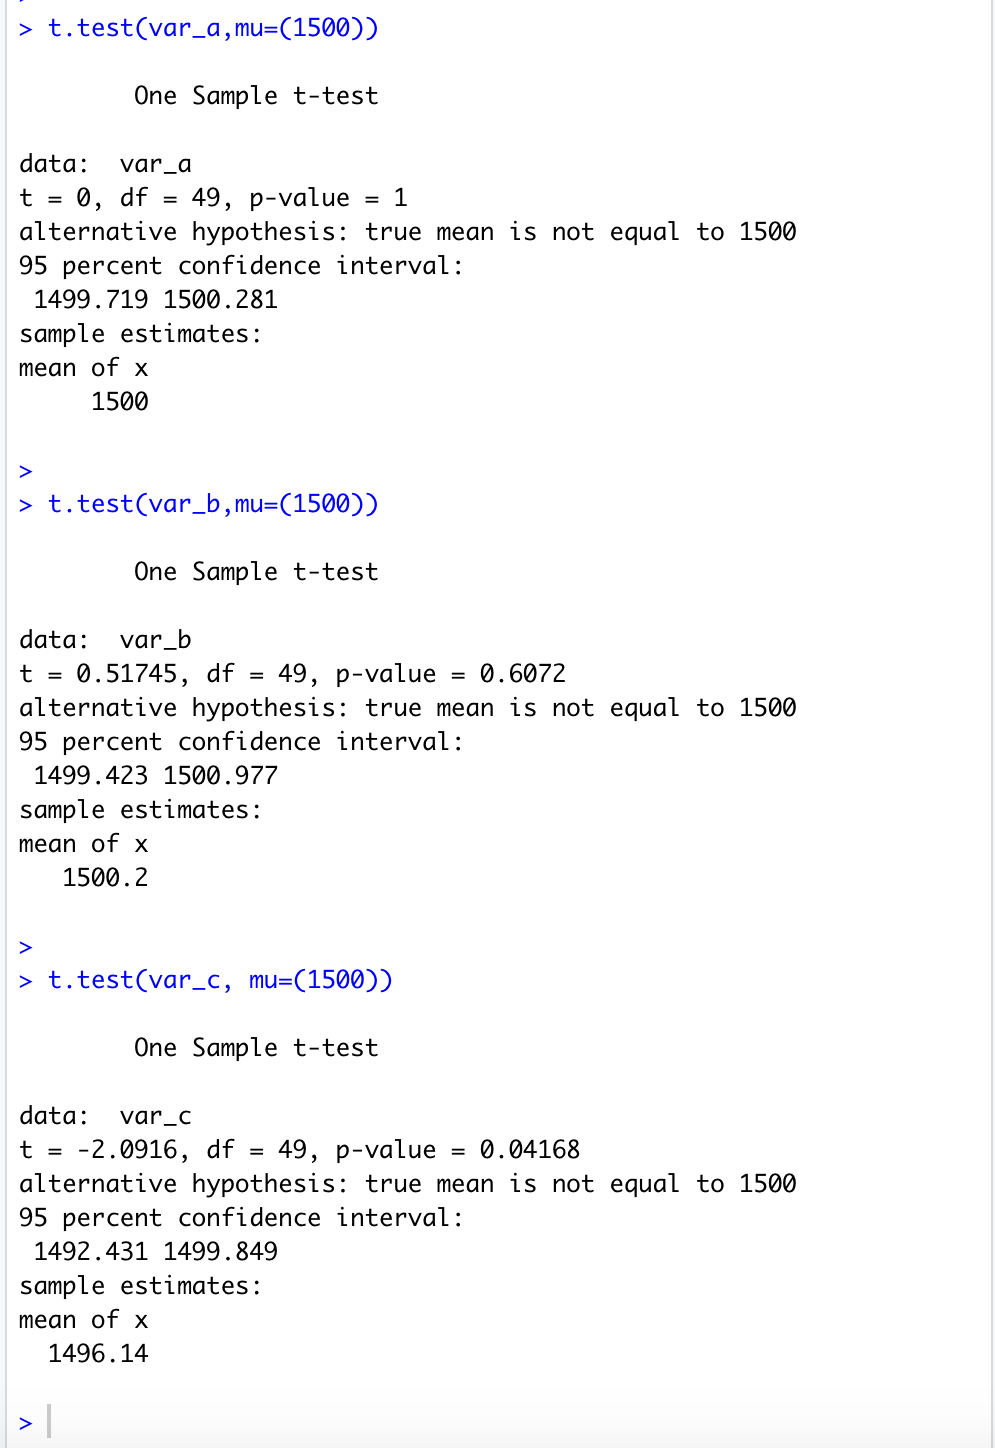 > t.test(var_a,mu=(1500))
One Sample t-test
data:  var_a
t = 0, df = 49, p-value = 1
alternative hypothesis: true mean is not equal to 1500
95 percent confidence interval:
 1499.719 1500.281
sample estimates:
mean of x
     1500
>
> t.test(var_b,mu=(1500))
One Sample t-test
data:  var_b
t = 0.51745, df = 49, p-value = 0.6072
alternative hypothesis: true mean is not equal to 1500
95 percent confidence interval:
 1499.423 1500.977
sample estimates:
mean of x
   1500.2
>
> t.test(var_c, mu=(1500))
One Sample t-test
data:  var_c
t = -2.0916, df = 49, p-value = 0.04168
alternative hypothesis: true mean is not equal to 1500
95 percent confidence interval:
 1492.431 1499.849
sample estimates:
mean of x
  1496.14
>